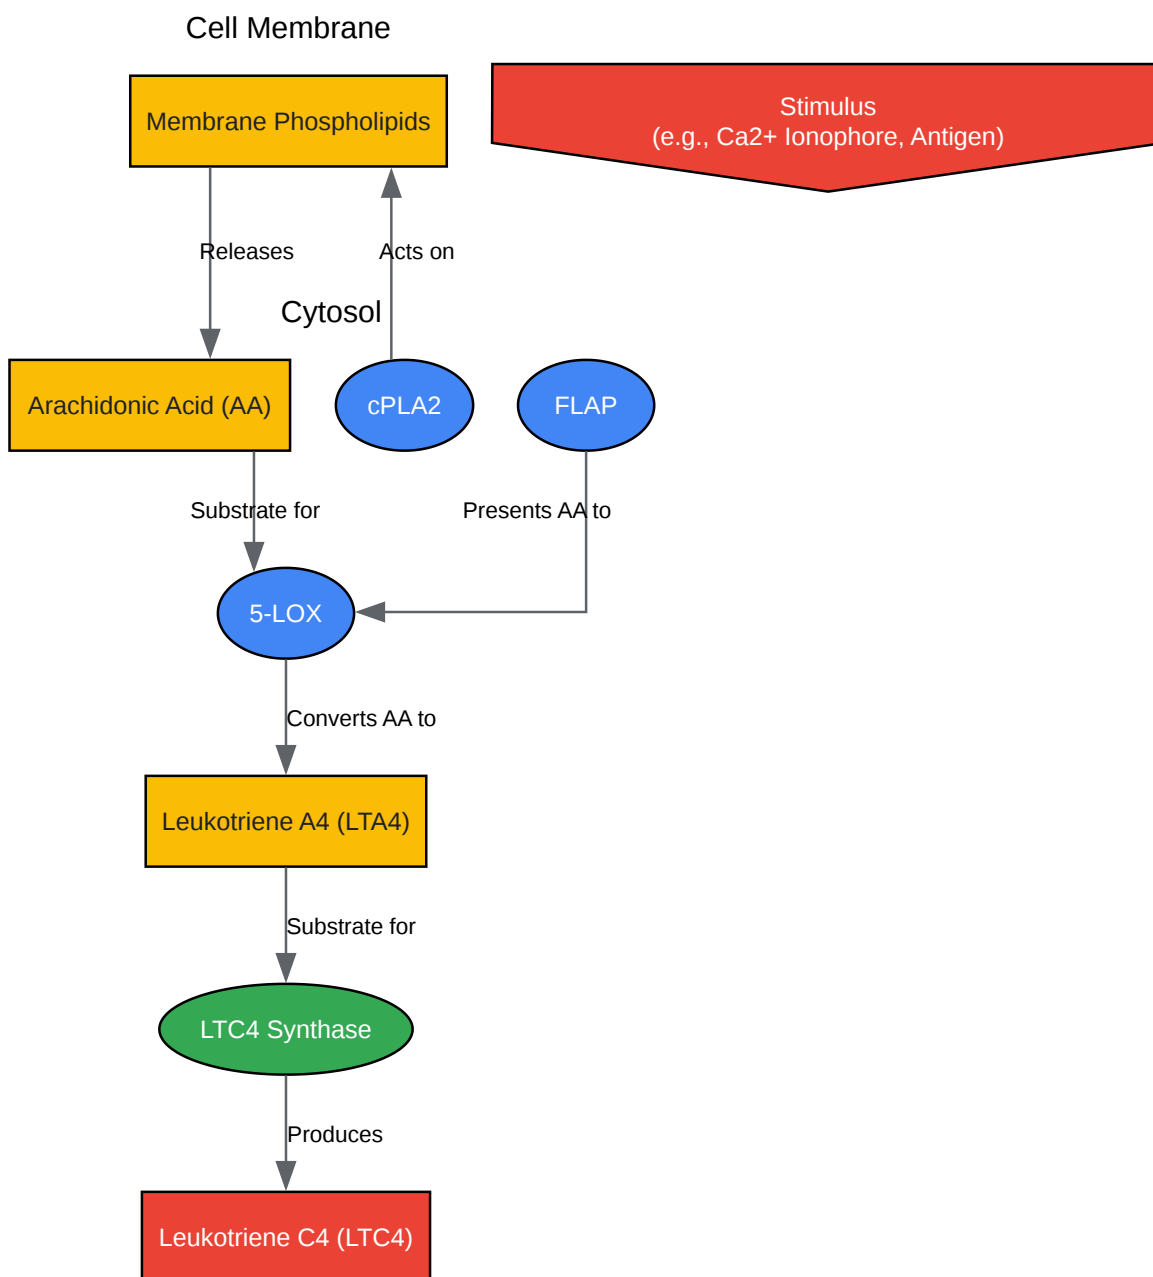 Cell Membrane
Membrane Phospholipids
Stimulus
(e.g., Ca2+ Ionophore, Antigen)
Releases
Acts on
Cytosol
Arachidonic Acid (AA)
cPLA2
FLAP
Substrate for
Presents AA to
5-LOX
Converts AA to
Leukotriene A4 (LTA4)
Substrate for
LTC4 Synthase
Produces
Leukotriene C4 (LTC4)